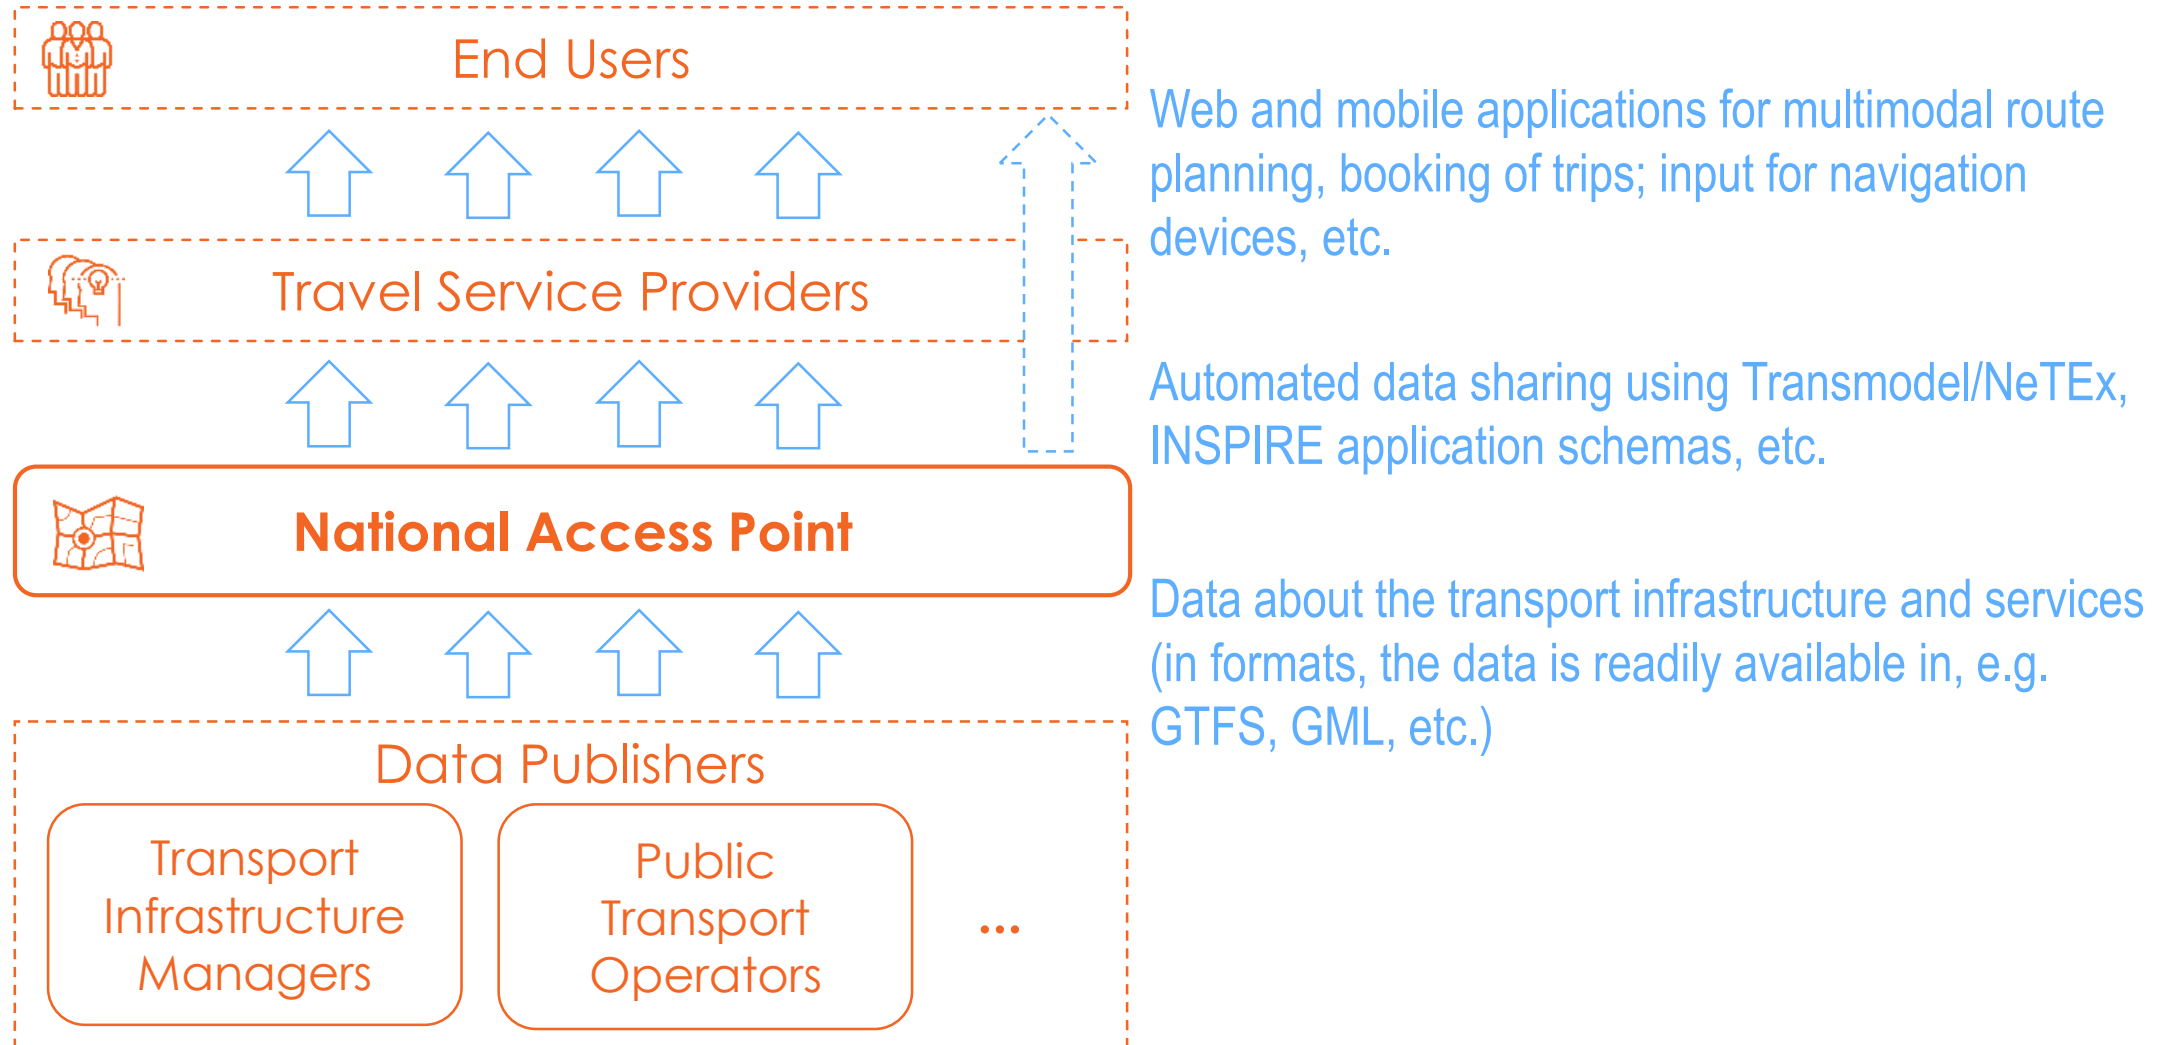 End Users
Web and mobile applications for multimodal route
planning, booking of trips; input for navigation
devices, etc.
Travel Service Providers
Automated data sharing using Transmodel/NeTEx,
INSPIRE application schemas, etc.
National Access Point
Data about the transport infrastructure and services
(in formats, the data is readily available in, e.g.
GTFS, GML, etc.)
Data Publishers
Transport
Infrastructure
Managers
Public
Transport
Operators
...